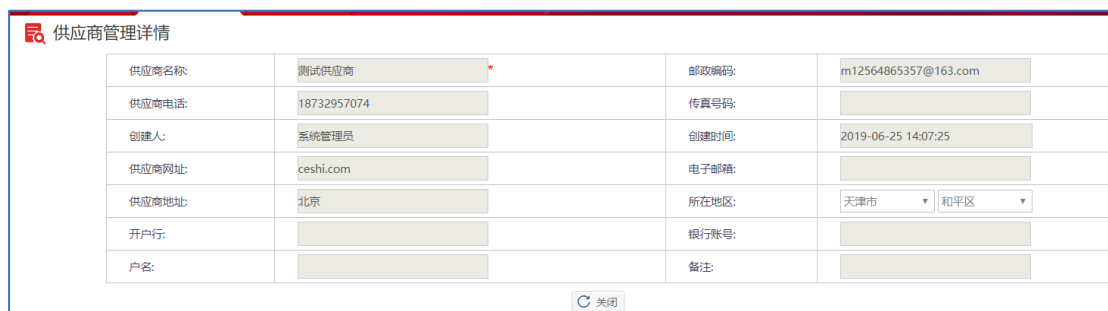 供应商管理详情
供应商名称: 测试供应商 * 邮政编码: m12564865357@163.com
供应商电话: 18732957074 传真号码:
创建人: 系统管理员 创建时间: 2019-06-25 14:07:25
供应商网址: ceshi.com 电子邮箱:
供应商地址: 北京 所在地区: 天津市 和平区
开户行: 银行账号:
户名: 备注:
关闭